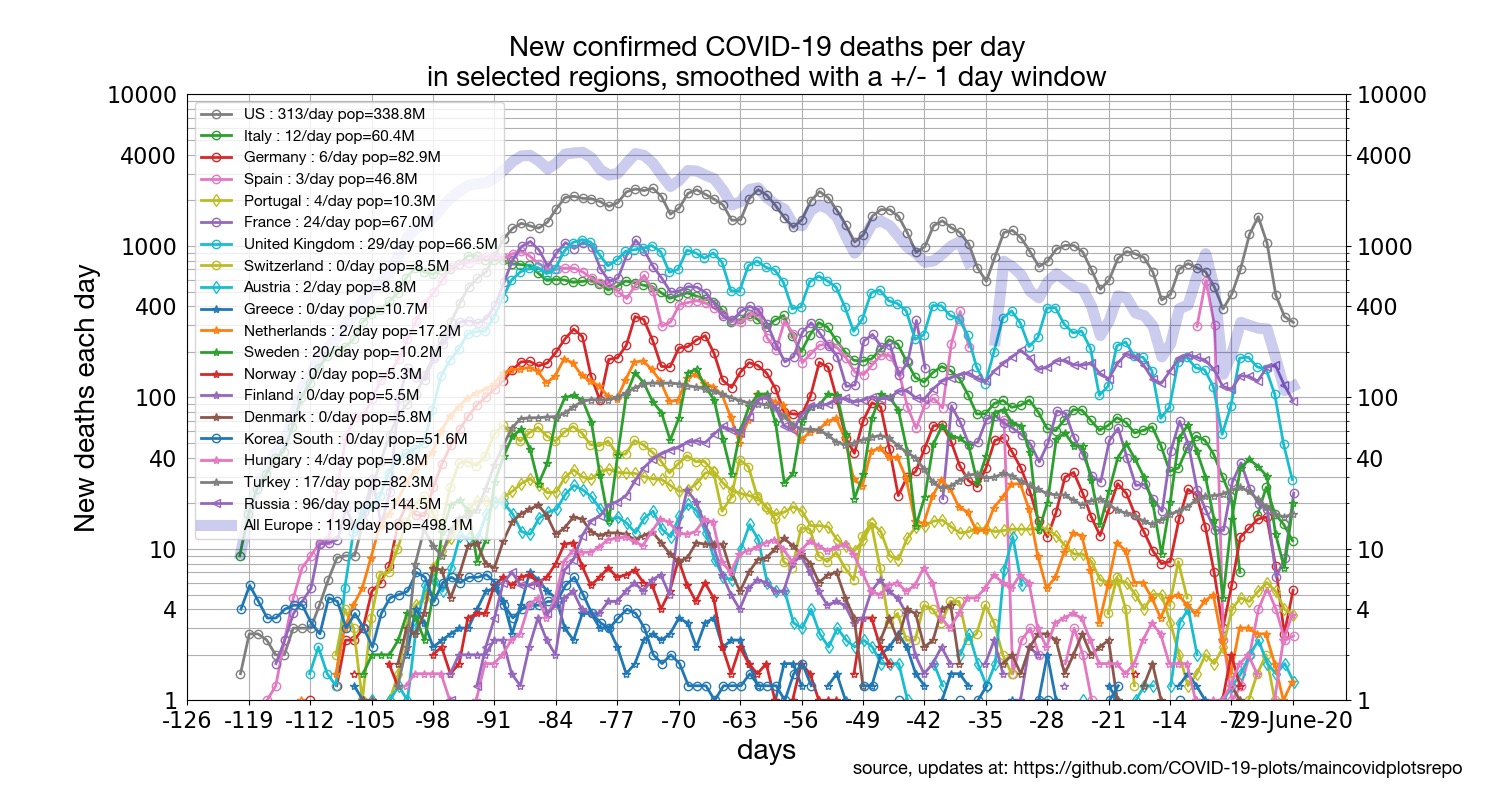 New confirmed COVID-19 deaths per day
in selected regions, smoothed with a +/- 1 day window
New deaths each day
10000
4000
1000
400
100
40
10
4
1
US : 313/day pop=338.8M
Italy : 12/day pop=60.4M
Germany : 6/day pop=82.9M
Spain : 3/day pop=46.8M
Portugal : 4/day pop=10.3M
France : 24/day pop=67.0M
United Kingdom : 29/day pop=66.5M
Switzerland : 0/day pop=8.5M
Austria : 2/day pop=8.8M
Greece : 0/day pop=10.7M
Netherlands : 2/day pop=17.2M
Sweden : 20/day pop=10.2M
Norway : 0/day pop=5.3M
Finland : 0/day pop=5.5M
Denmark : 0/day pop=5.8M
Korea, South : 0/day pop=51.6M
Hungary : 4/day pop=9.8M
Turkey : 17/day pop=82.3M
Russia : 96/day pop=144.5M
All Europe : 119/day pop=498.1M
10000
4000
1000
400
100
40
10
4
1
-126 -119 -112 -105 -98 -91 -84 -77 -70 -63 -56 -49 -42 -35 -28 -21 -14 -7 29-June-20
days
source, updates at: https://github.com/COVID-19-plots/maincovidplotsrepo